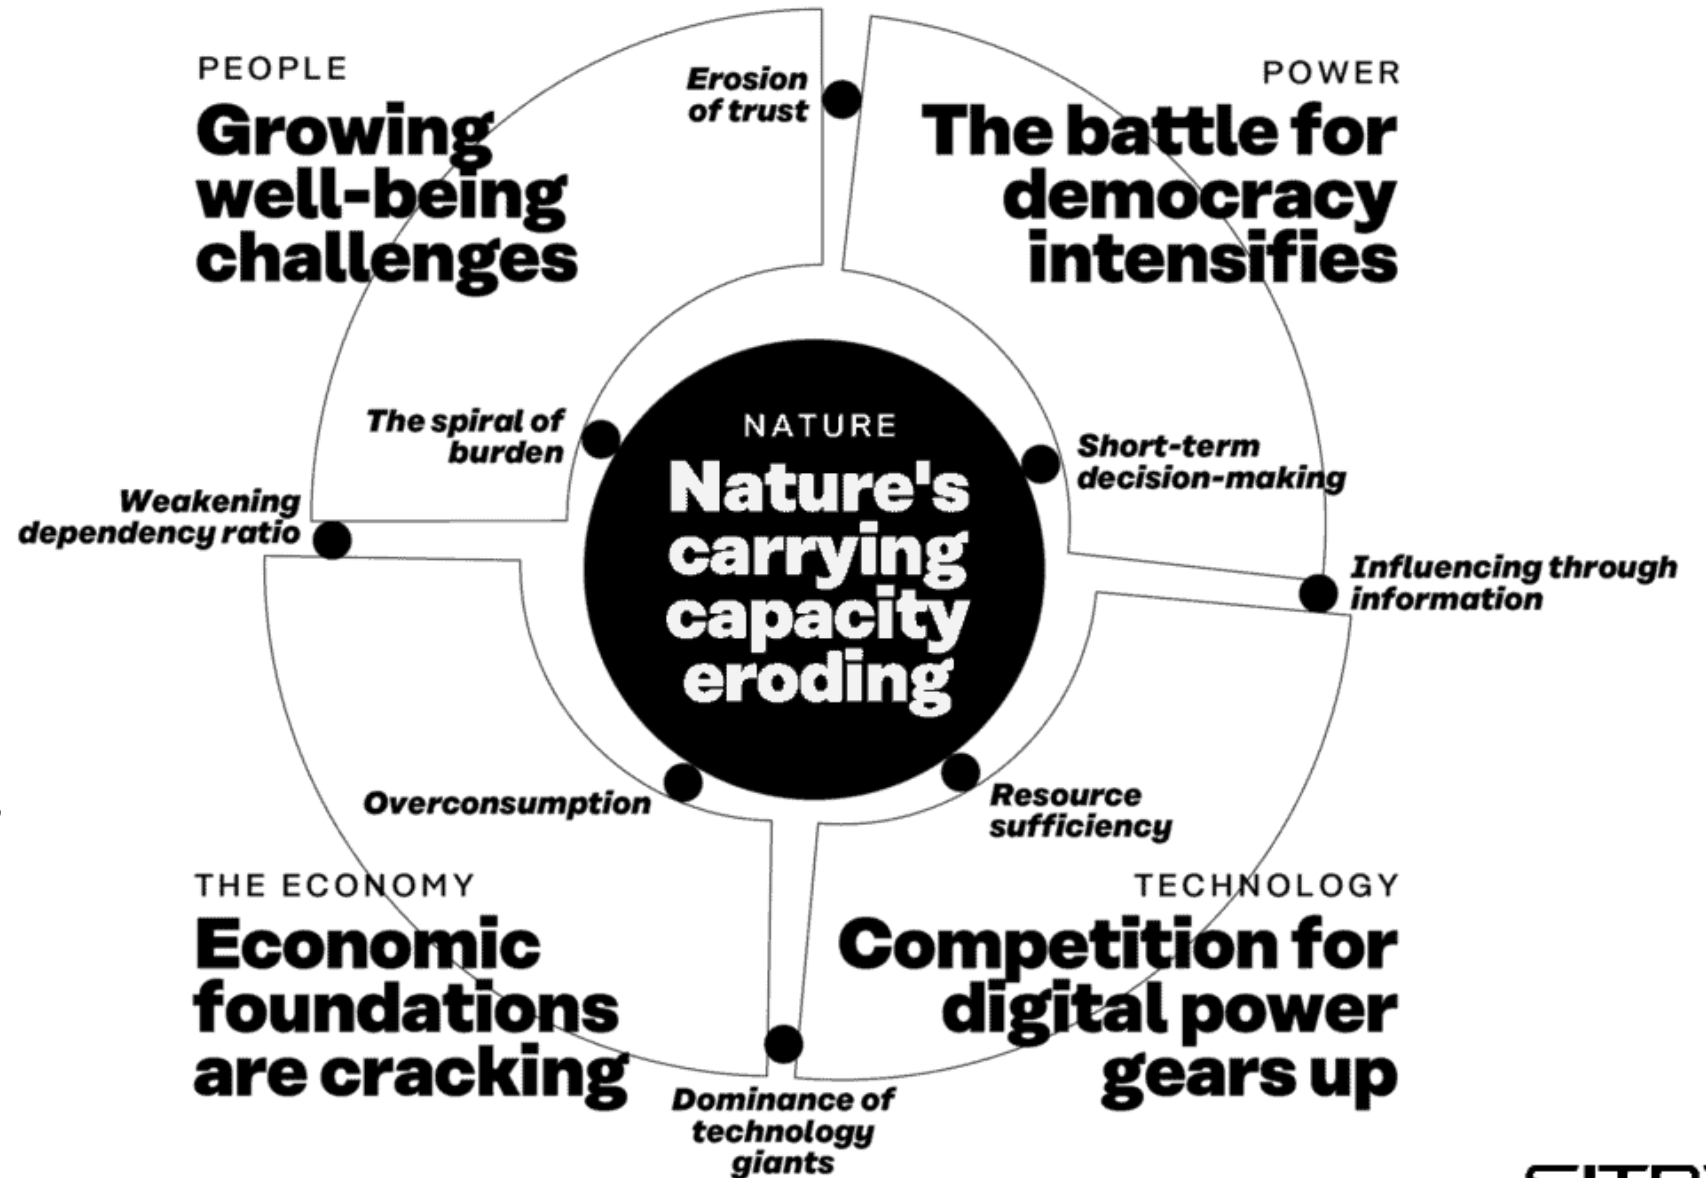 PEOPLE
Growing
well-being
challenges
Erosion
of trust
POWER
The battle for
democracy
intensifies
The spiral of
burden
Weakening
dependency ratio
NATURE
Nature's
carrying
capacity
eroding
Short-term
decision-making
Influencing through
information
Overconsumption
Resource
sufficiency
THE ECONOMY
Economic
foundations
are cracking
TECHNOLOGY
Competition for
digital power
gears up
Dominance of
technology
giants